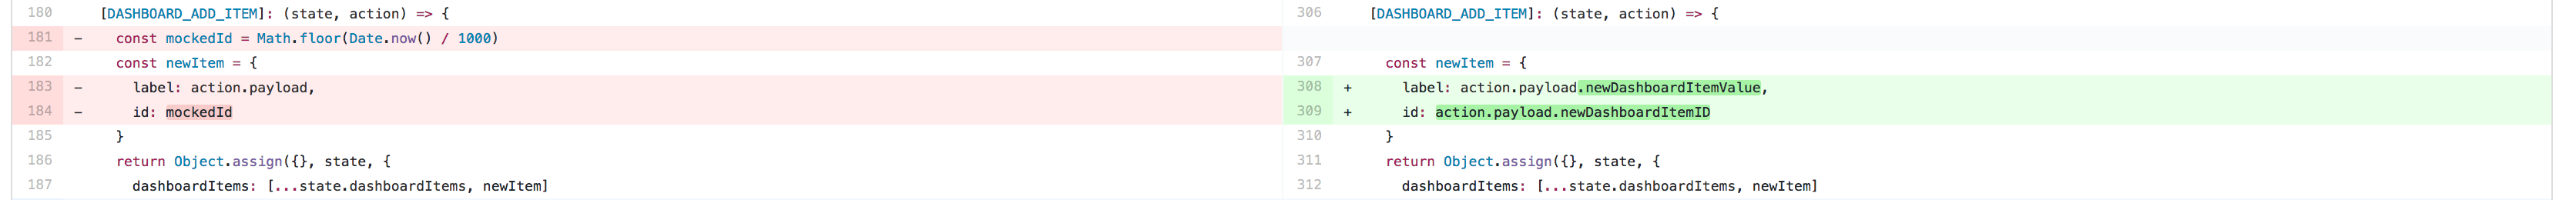 180 [DASHBOARD_ADD_ITEM]: (state, action) => {
181 - const mockedId = Math.floor(Date.now() / 1000)
182 const newItem = {
183 - label: action.payload,
184 - id: mockedId
185 }
186 return Object.assign({}, state, {
187 dashboardItems: [...state.dashboardItems, newItem]
306 [DASHBOARD_ADD_ITEM]: (state, action) => {
307 const newItem = {
308 + label: action.payload.newDashboardItemValue,
309 + id: action.payload.newDashboardItemID
310 }
311 return Object.assign({}, state, {
312 dashboardItems: [...state.dashboardItems, newItem]